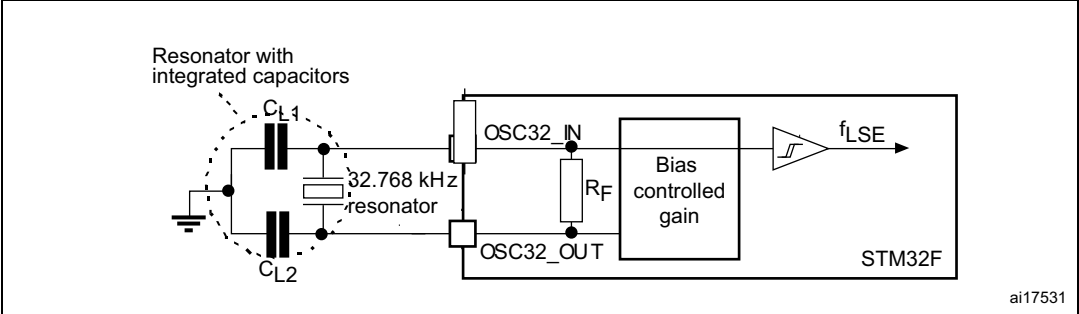 Resonator with
integrated capacitors
CL1
OSC32_IN
fLSE
32.768 kHz
resonator
RF
Bias
controlled
gain
OSC32_OUT
STM32F
CL2
ai17531